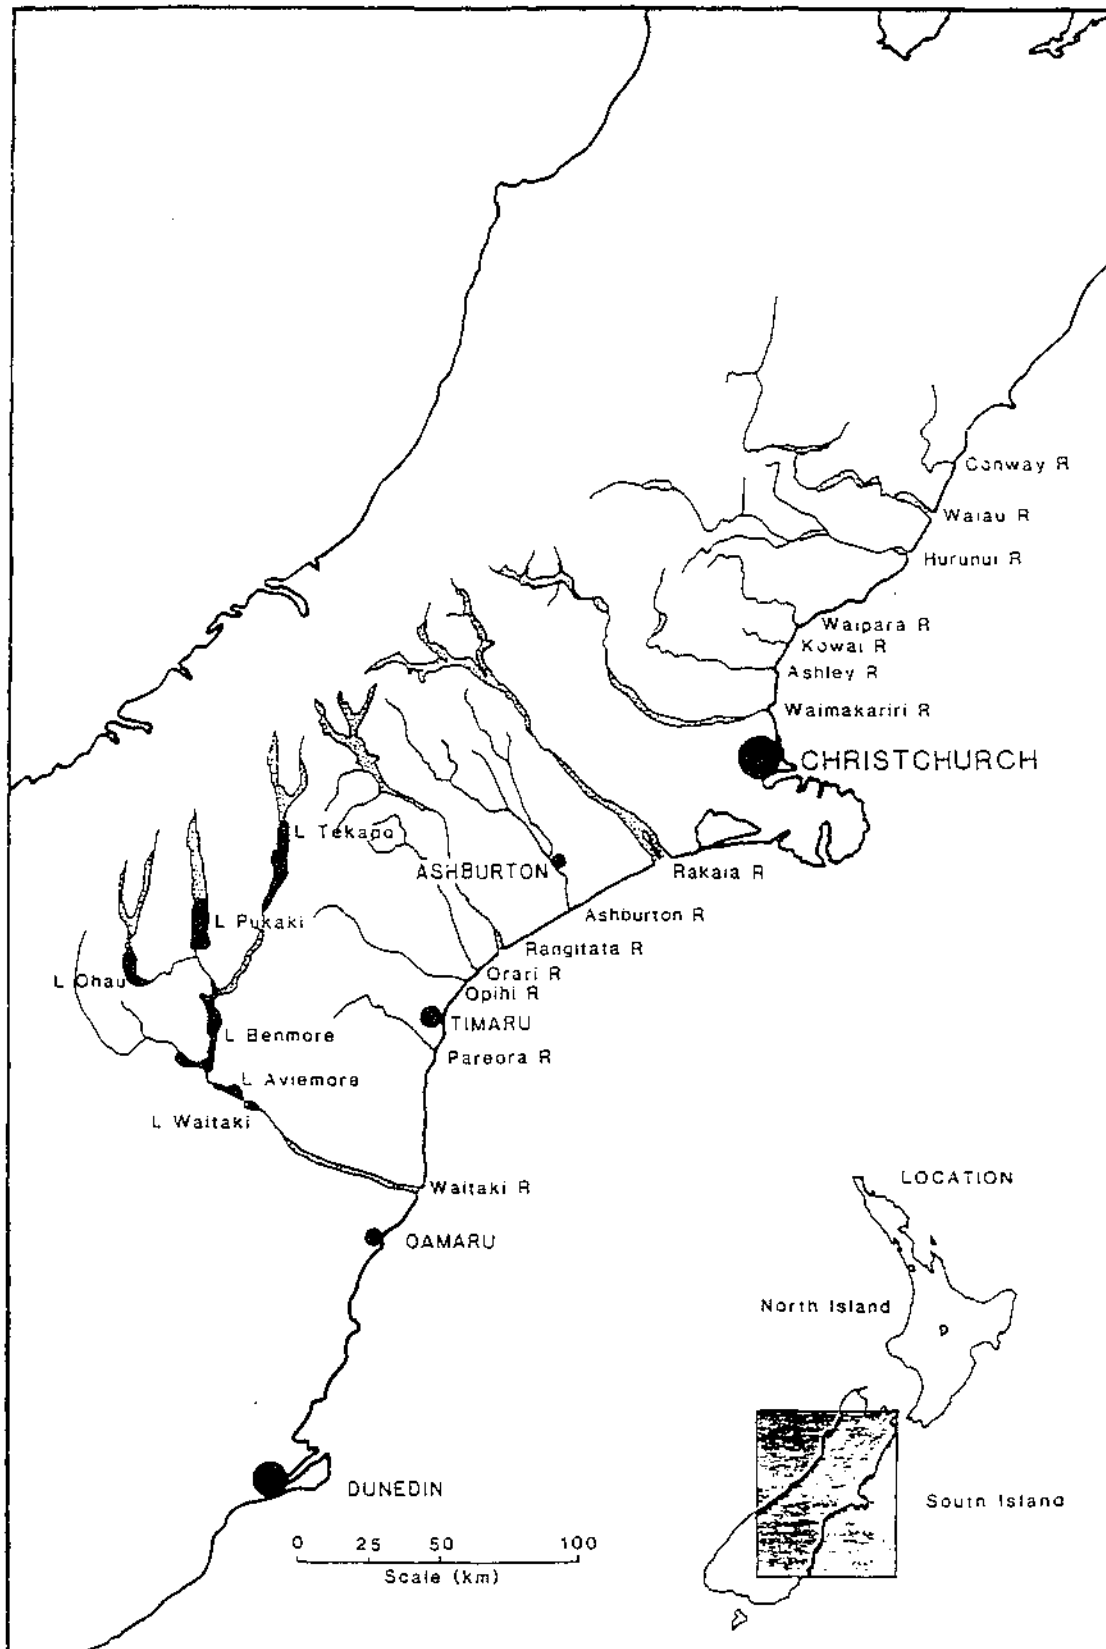 Conway R
Waiau R
Hurunui R
Waipara R
Kowai R
Ashley R
Waimakariri R
CHRISTCHURCH
L Tekapo
ASHBURTON
Rakaia R
Ashburton R
L Pukaki
Rangitata R
Orari R
L Ohau
Opihi R
TIMARU
L Benmore
Pareora R
L Aviemore
L Waitaki
Waitaki R
LOCATION
OAMARU
North Island
DUNEDIN
South Island
0 25 50 100
Scale (km)